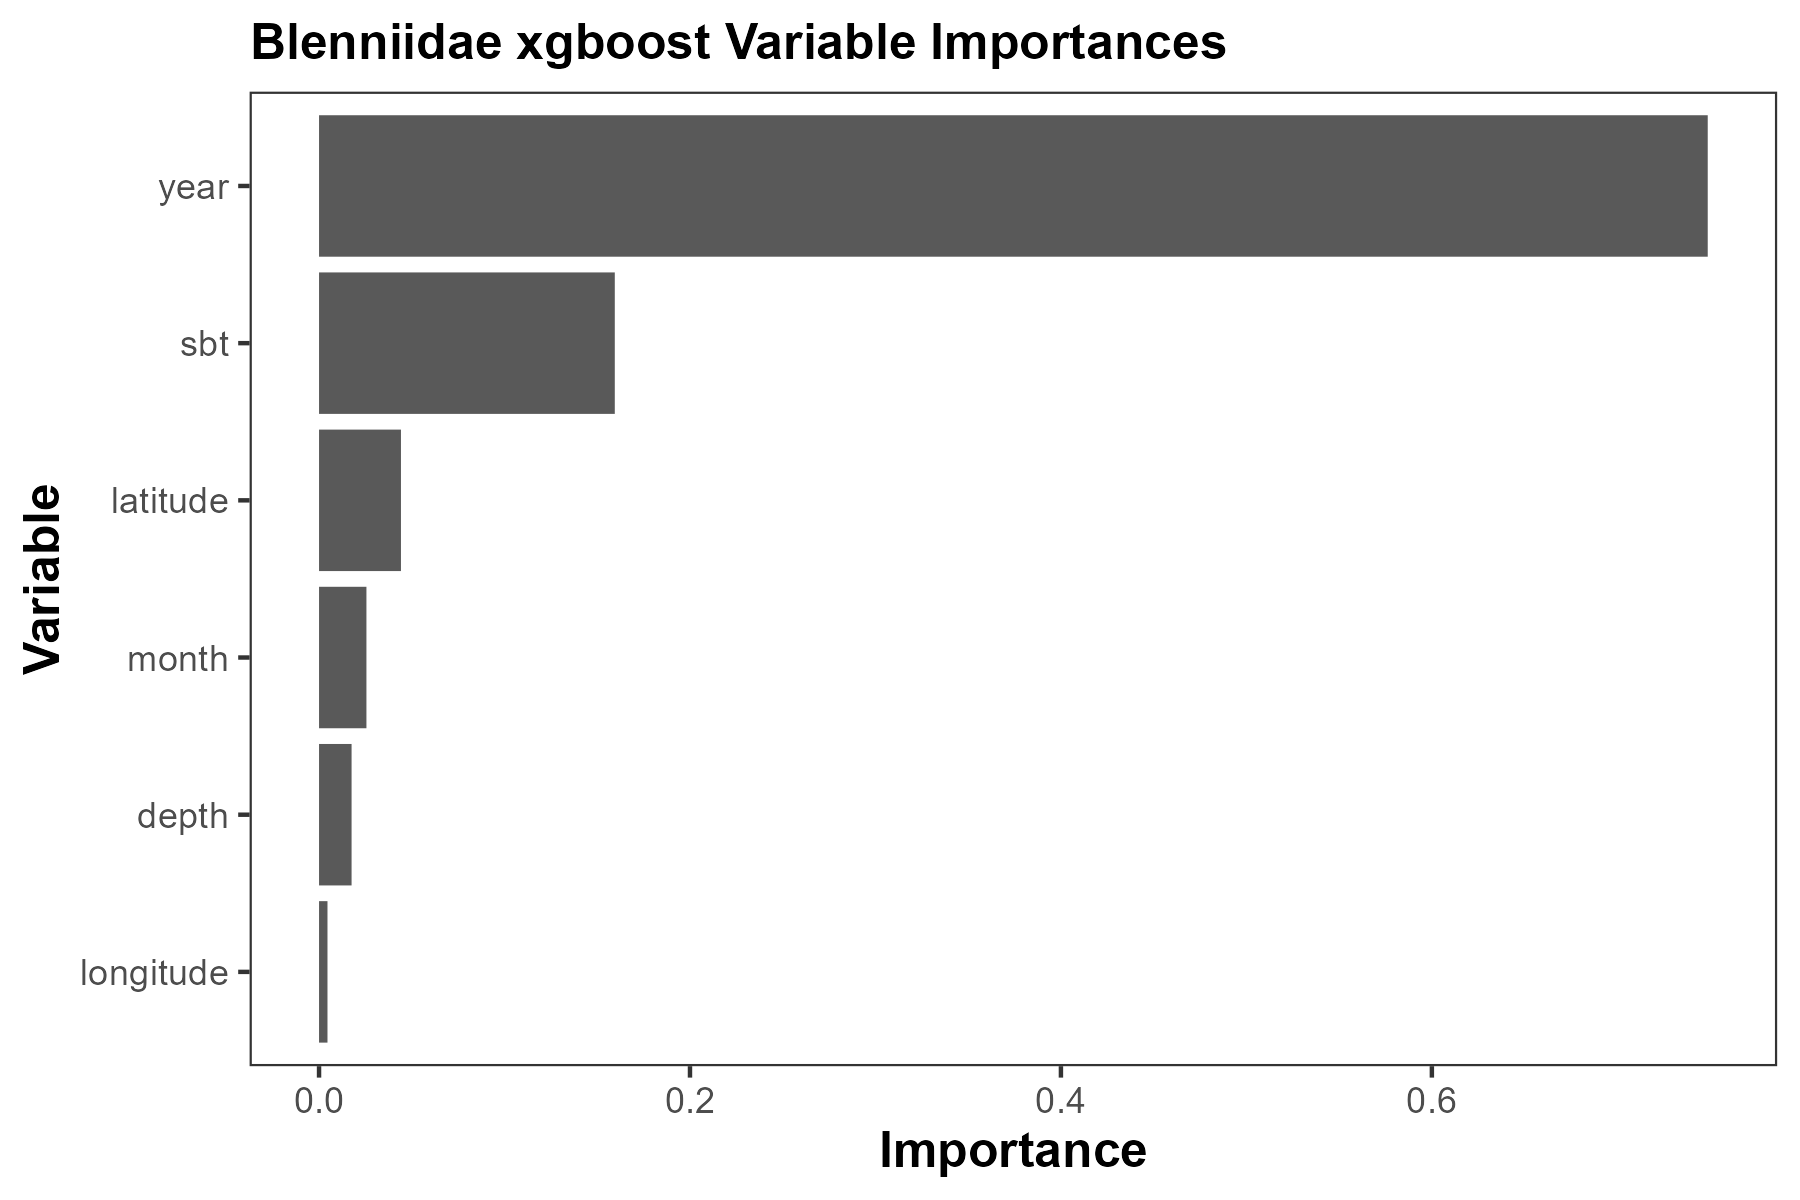 Blenniidae xgboost Variable Importances
year
sbt
latitude
month
depth
longitude
Variable
0.0 0.2 0.4 0.6
Importance